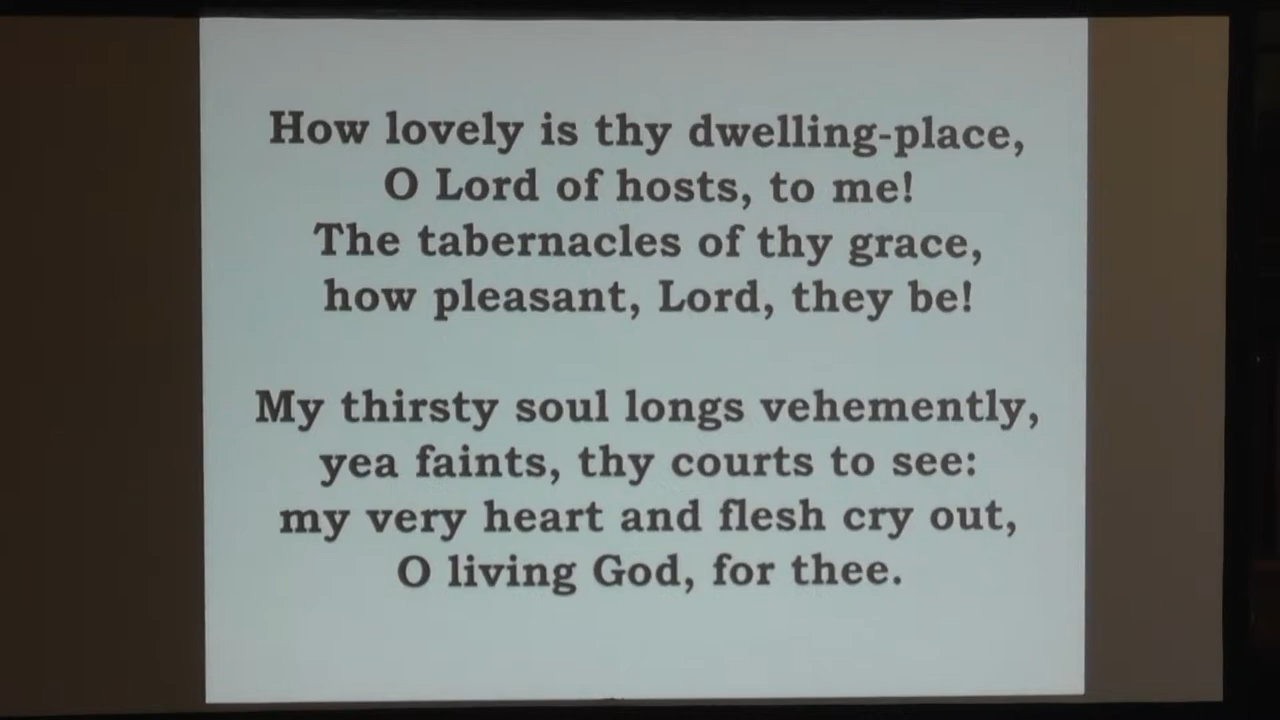 How lovely is thy dwelling-place,
O Lord of hosts, to me!
The tabernacles of thy grace,
how pleasant, Lord, they be!
My thirsty soul longs vehemently,
yea faints, thy courts to see:
my very heart and flesh cry out,
O living God, for thee.